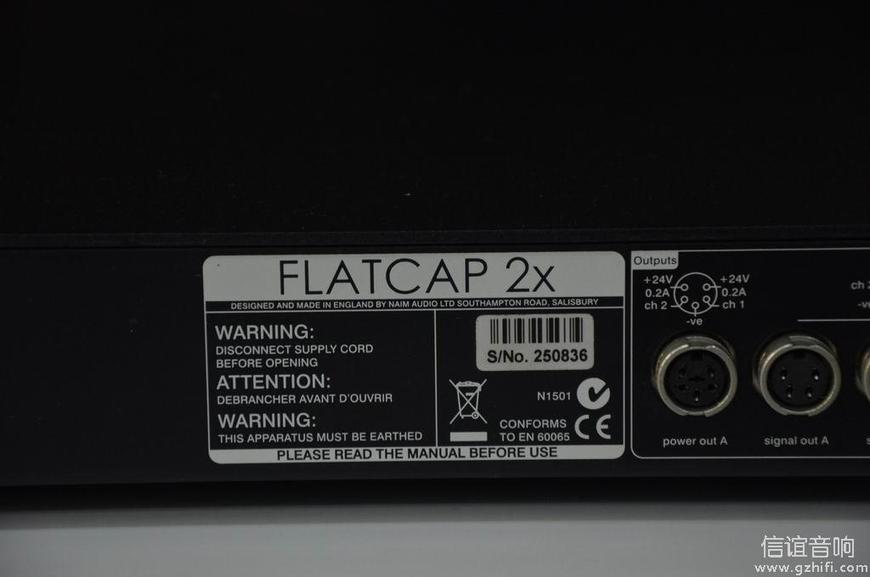 FLATCAP 2x
DESIGNED AND MADE IN ENGLAND BY NAIM AUDIO LTD SOUTHAMPTON ROAD, SALISBURY
WARNING:
DISCONNECT SUPPLY CORD
BEFORE OPENING
ATTENTION:
DEBRANCHER AVANT D'OUVRIR
WARNING:
THIS APPARATUS MUST BE EARTHED
S/No. 250836
N1501
CONFORMS
TO EN 60065
CE
PLEASE READ THE MANUAL BEFORE USE
Outputs
+24V +24V
0.2A 0.2A
ch 2 ch 1
-ve
ch
-ve
power out A
signal out A
信谊音响
www.gzhifi.com